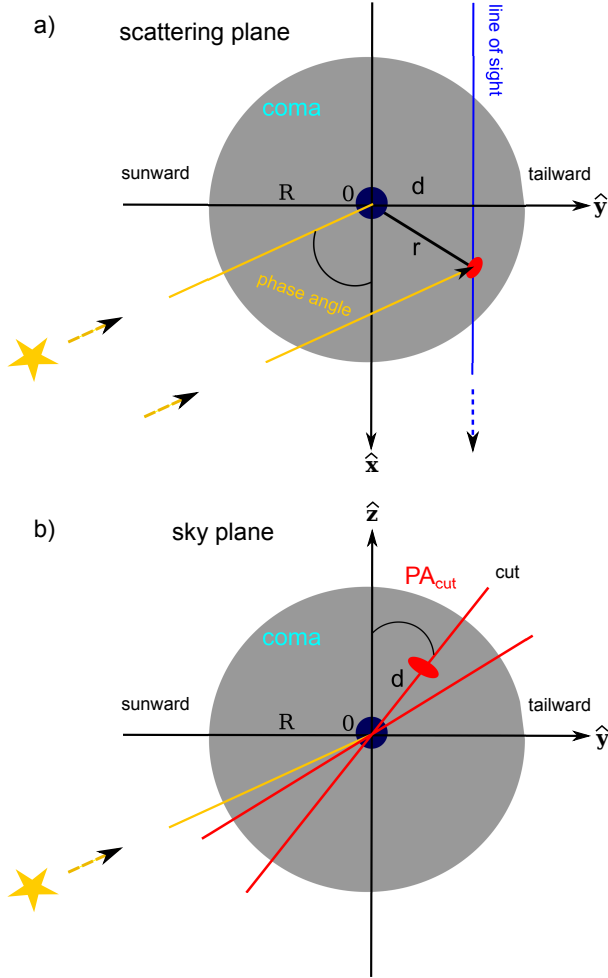 a)
scattering plane
line of sight
coma
sunward
R
0
d
tailward
ŷ
r
phase angle
x̂
b)
ẑ
sky plane
PAcut
cut
coma
d
sunward
R
0
tailward
ŷ